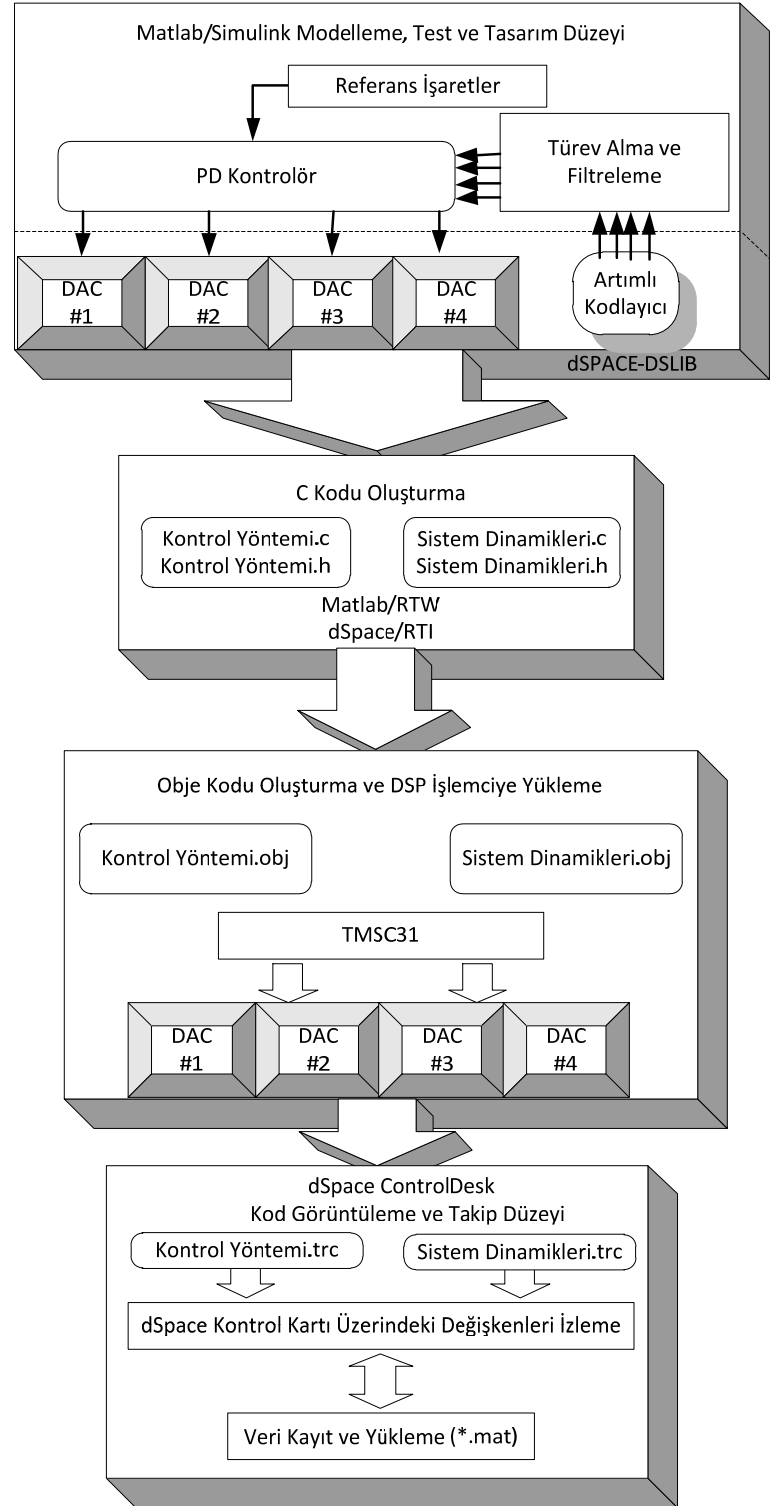 Matlab/Simulink Modelleme, Test ve Tasarım Düzeyi
Referans İşaretler
PD Kontrolör
Türev Alma ve
Filtreleme
DAC
#1
DAC
#2
DAC
#3
DAC
#4
Artımlı
Kodlayıcı
dSPACE-DSLIB
C Kodu Oluşturma
Kontrol Yöntemi.c
Kontrol Yöntemi.h
Sistem Dinamikleri.c
Sistem Dinamikleri.h
Matlab/RTW
dSpace/RTI
Obje Kodu Oluşturma ve DSP İşlemciye Yükleme
Kontrol Yöntemi.obj
Sistem Dinamikleri.obj
TMSC31
DAC
#1
DAC
#2
DAC
#3
DAC
#4
dSpace ControlDesk
Kod Görüntüleme ve Takip Düzeyi
Kontrol Yöntemi.trc
Sistem Dinamikleri.trc
dSpace Kontrol Kartı Üzerindeki Değişkenleri İzleme
Veri Kayıt ve Yükleme (*.mat)